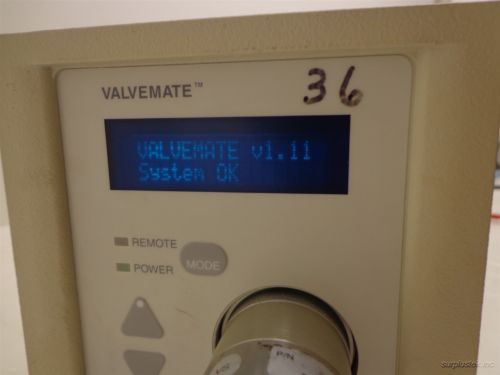 VALVEMATE™
36
VALVEMATE v1.11
System OK
REMOTE
POWER
MODE
P/N
surplustek inc